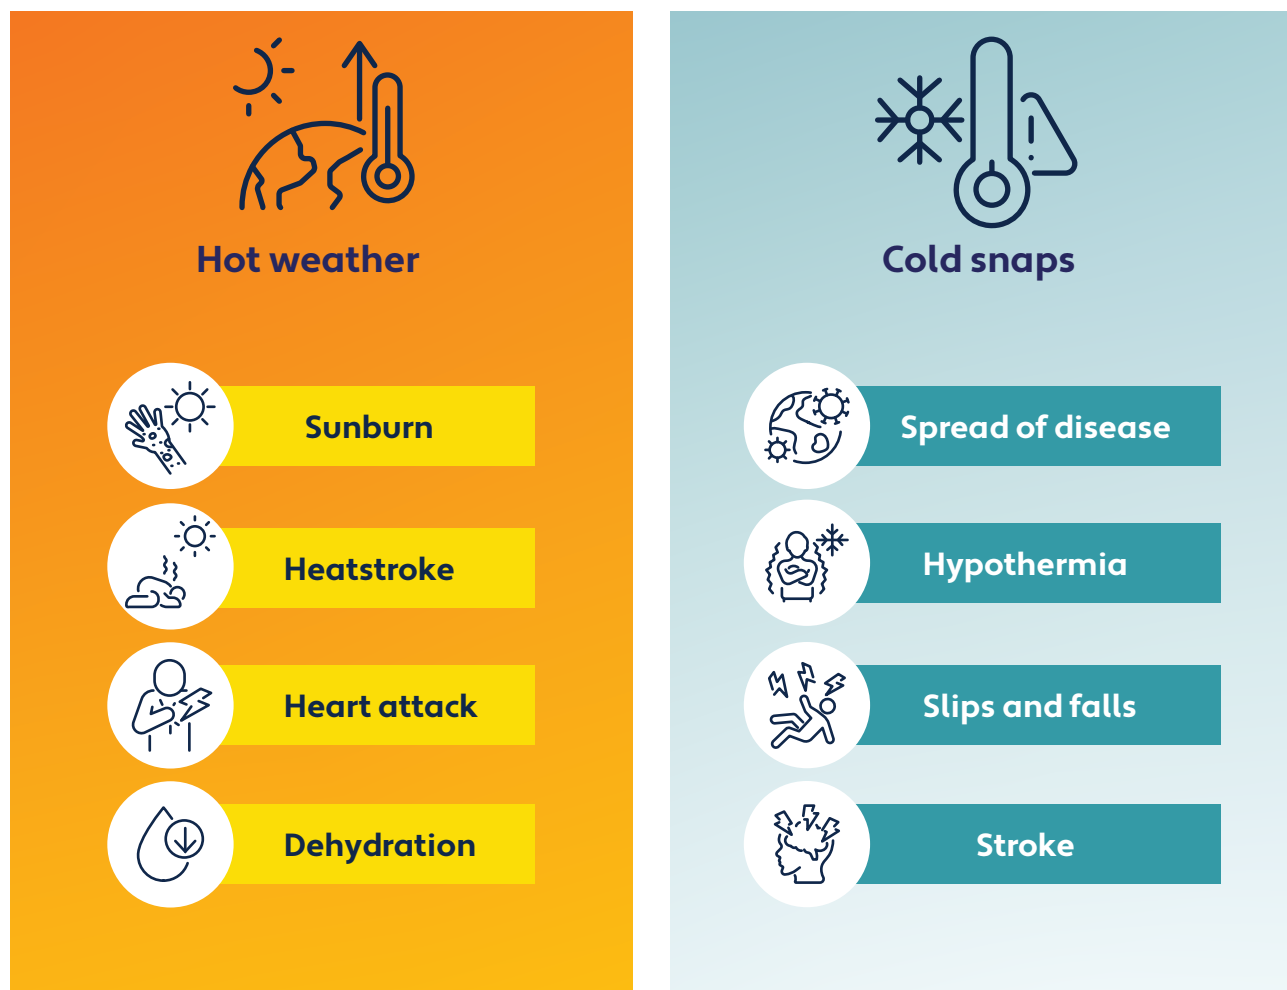 Hot weather
Sunburn
Heatstroke
Heart attack
Dehydration
Cold snaps
Spread of disease
Hypothermia
Slips and falls
Stroke